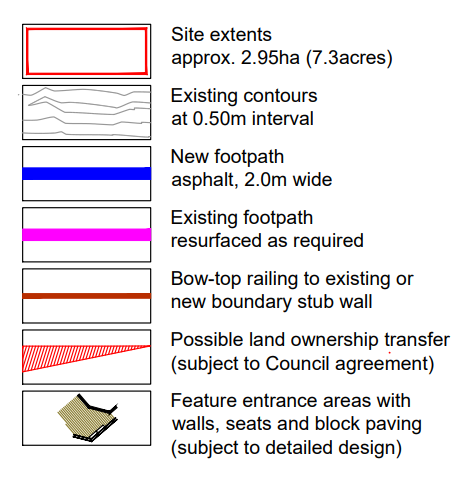 Site extents
approx. 2.95ha (7.3acres)
Existing contours
at 0.50m interval
New footpath
asphalt, 2.0m wide
Existing footpath
resurfaced as required
Bow-top railing to existing or
new boundary stub wall
Possible land ownership transfer
(subject to Council agreement)
Feature entrance areas with
walls, seats and block paving
(subject to detailed design)